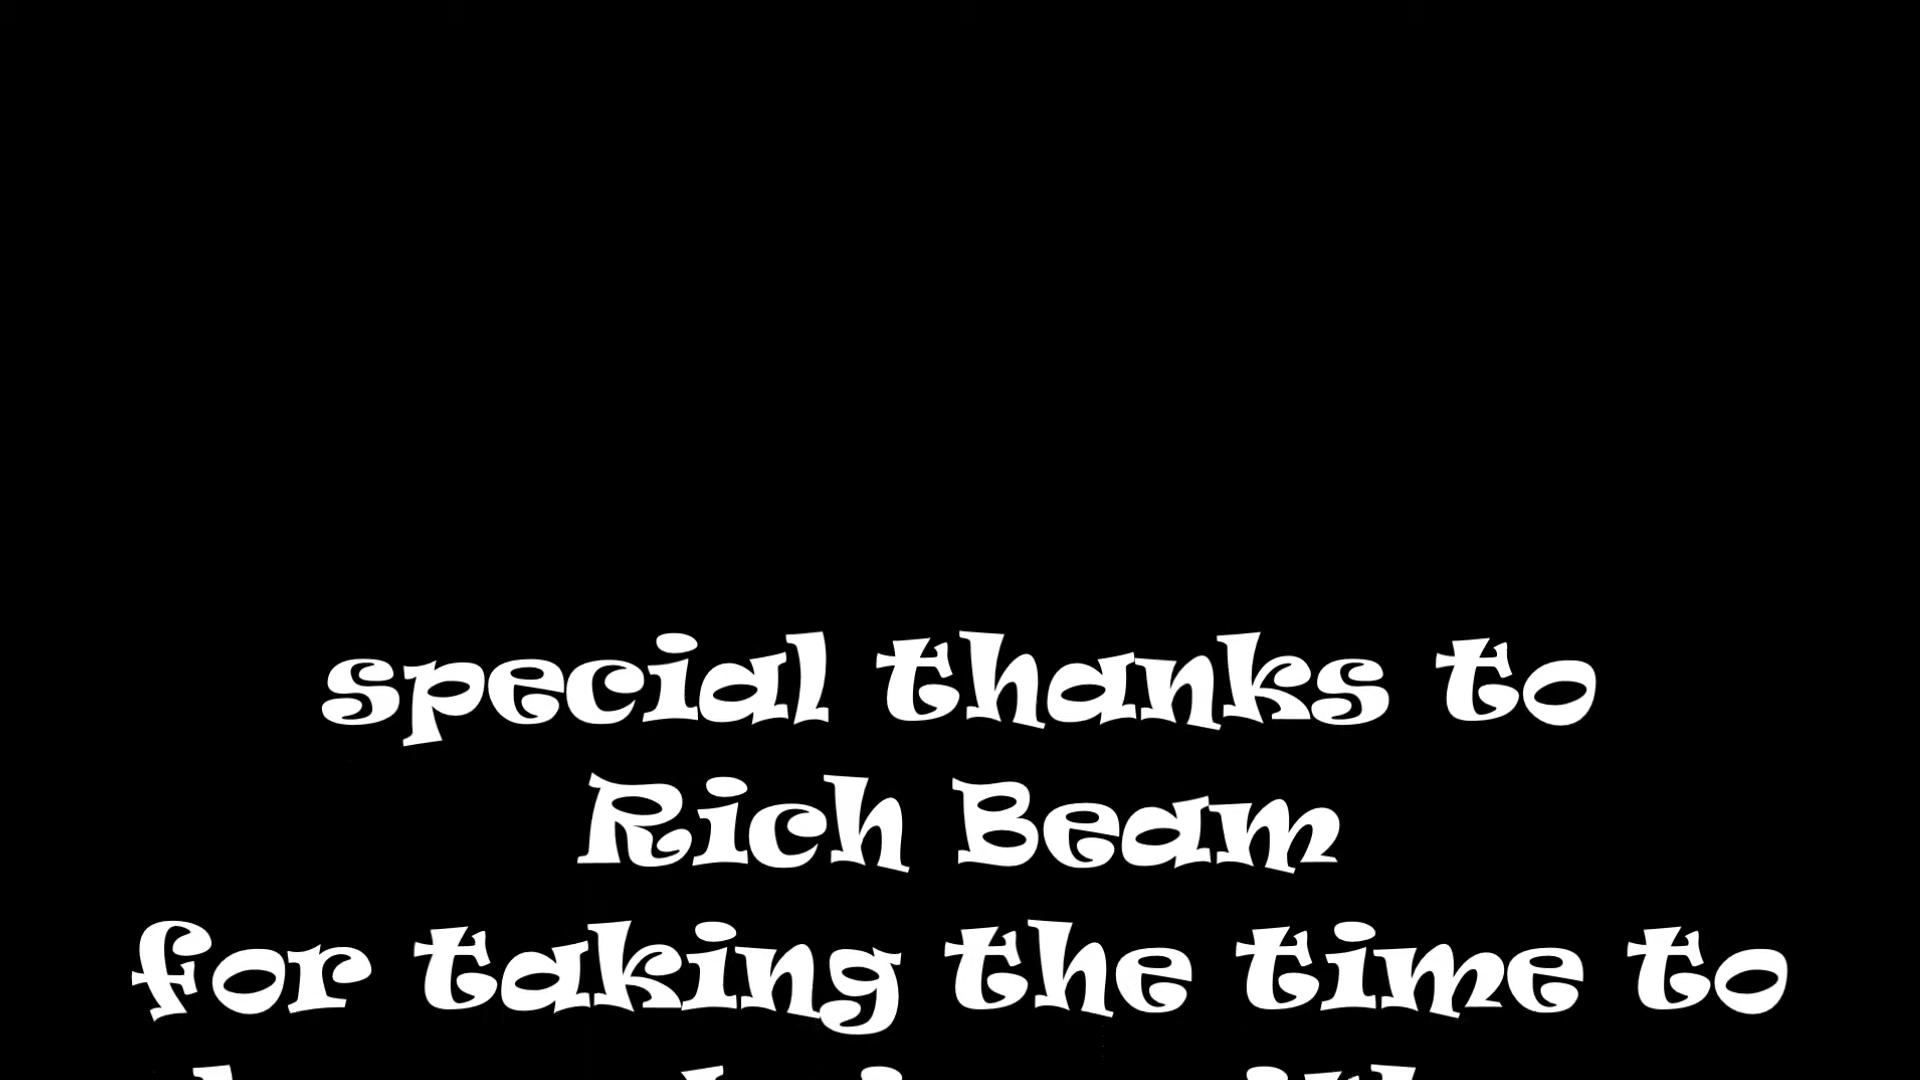 special thanks to
Rich Beam
for taking the time to